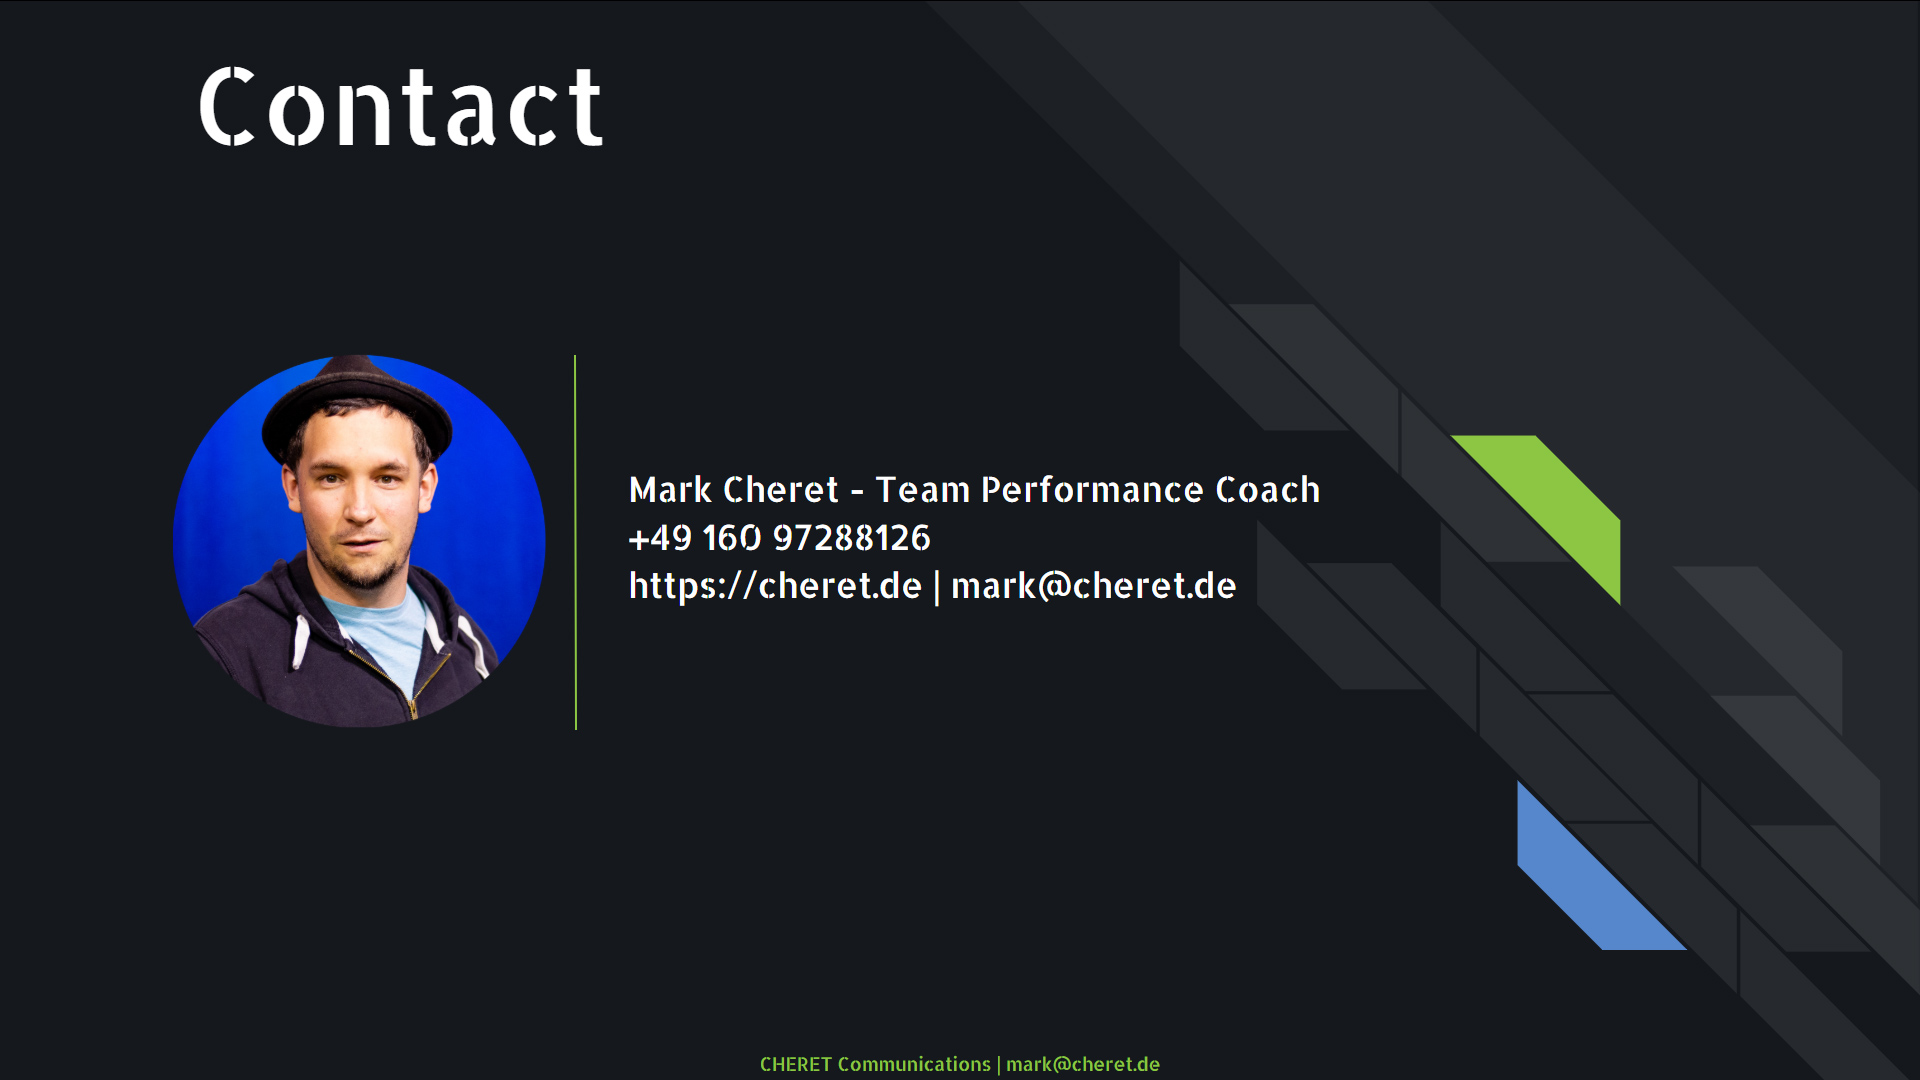 Contact
Mark Cheret - Team Performance Coach
+49 160 97288126
https://cheret.de | mark@cheret.de
CHERET Communications | mark@cheret.de